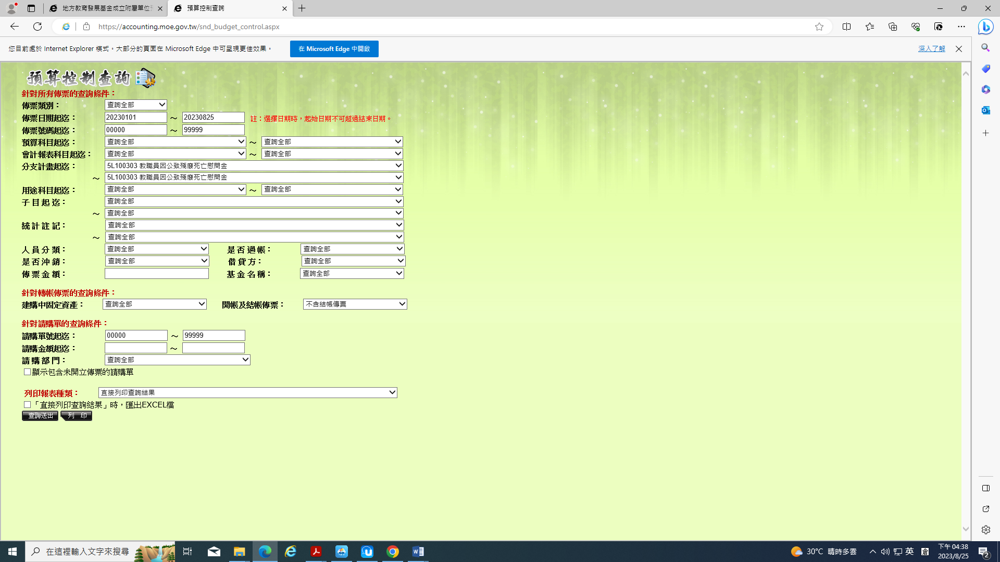 地方教育發展基金成立附屬單位
預算控制查詢
https://accounting.moe.gov.tw/snd_budget_control.aspx
您目前處於 Internet Explorer 模式。大部分的頁面在 Microsoft Edge 中可呈現更佳效果。 在 Microsoft Edge 中開啟 深入了解
預算控制查詢
針對所有傳票的查詢條件：
傳票類別： 查詢全部
傳票日期起迄： 20230101 ～ 20230825 註：選擇日期時，起始日期不可超過結束日期。
傳票號碼起迄： 00000 ～ 99999
預算科目起迄： 查詢全部 ～ 查詢全部
會計報表科目起迄： 查詢全部 ～ 查詢全部
分支計畫起迄： 5L100303 教職員因公致殘廢死亡慰問金
～ 5L100303 教職員因公致殘廢死亡慰問金
用途科目起迄： 查詢全部 ～ 查詢全部
子 目 起 迄： 查詢全部
～ 查詢全部
統 計 註 記： 查詢全部
～ 查詢全部
人 員 分 類： 查詢全部 是 否 過 帳： 查詢全部
是 否 沖 銷： 查詢全部 借 貸 方： 查詢全部
傳 票 金 額： 基 金 名 稱： 查詢全部
針對轉帳傳票的查詢條件：
建購中固定資產： 查詢全部 開帳及結帳傳票： 不含結帳傳票
針對請購單的查詢條件：
請購單號起迄： 00000 ～ 99999
請購金額起迄： ～
請 購 部 門： 查詢全部
顯示包含未開立傳票的請購單
列印報表種類： 直接列印查詢結果
「直接列印查詢結果」時，匯出EXCEL檔
查詢送出 列 印
在這裡輸入文字來搜尋
30°C 晴時多雲
英
倉
下午 04:38
2023/8/25
2